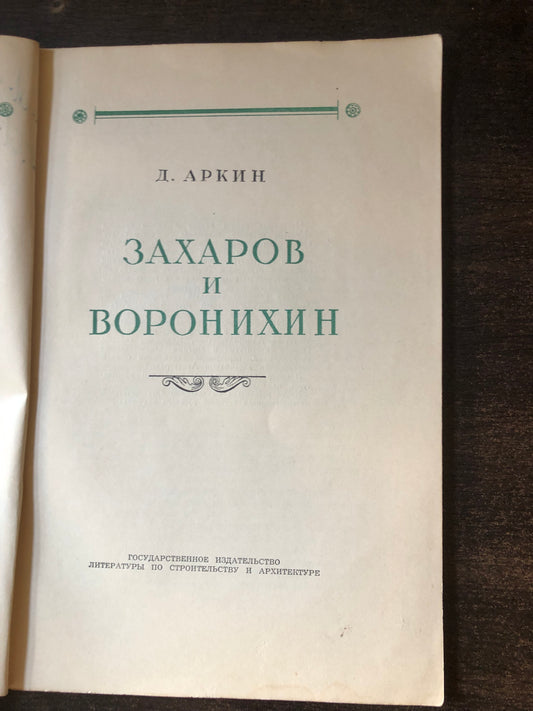 Д. АРКИН
ЗАХАРОВ
И
ВОРОНИХИН
ГОСУДАРСТВЕННОЕ ИЗДАТЕЛЬСТВО
ЛИТЕРАТУРЫ ПО СТРОИТЕЛЬСТВУ И АРХИТЕКТУРЕ